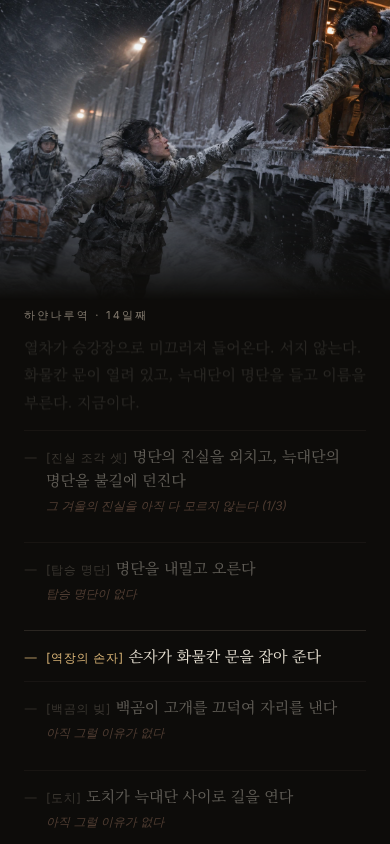 하얀나루역 · 14일째
열차가 승강장으로 미끄러져 들어온다. 서지 않는다.
화물칸 문이 열려 있고, 늑대단이 명단을 들고 이름을
부른다. 지금이다.
— [진실 조각 셋] 명단의 진실을 외치고, 늑대단의
명단을 불길에 던진다
그 겨울의 진실을 아직 다 모르지 않는다 (1/3)
— [탑승 명단] 명단을 내밀고 오른다
탑승 명단이 없다
— [역장의 손자] 손자가 화물칸 문을 잡아 준다
— [백곰의 빚] 백곰이 고개를 끄덕여 자리를 낸다
아직 그럴 이유가 없다
— [도치] 도치가 늑대단 사이로 길을 연다
아직 그럴 이유가 없다